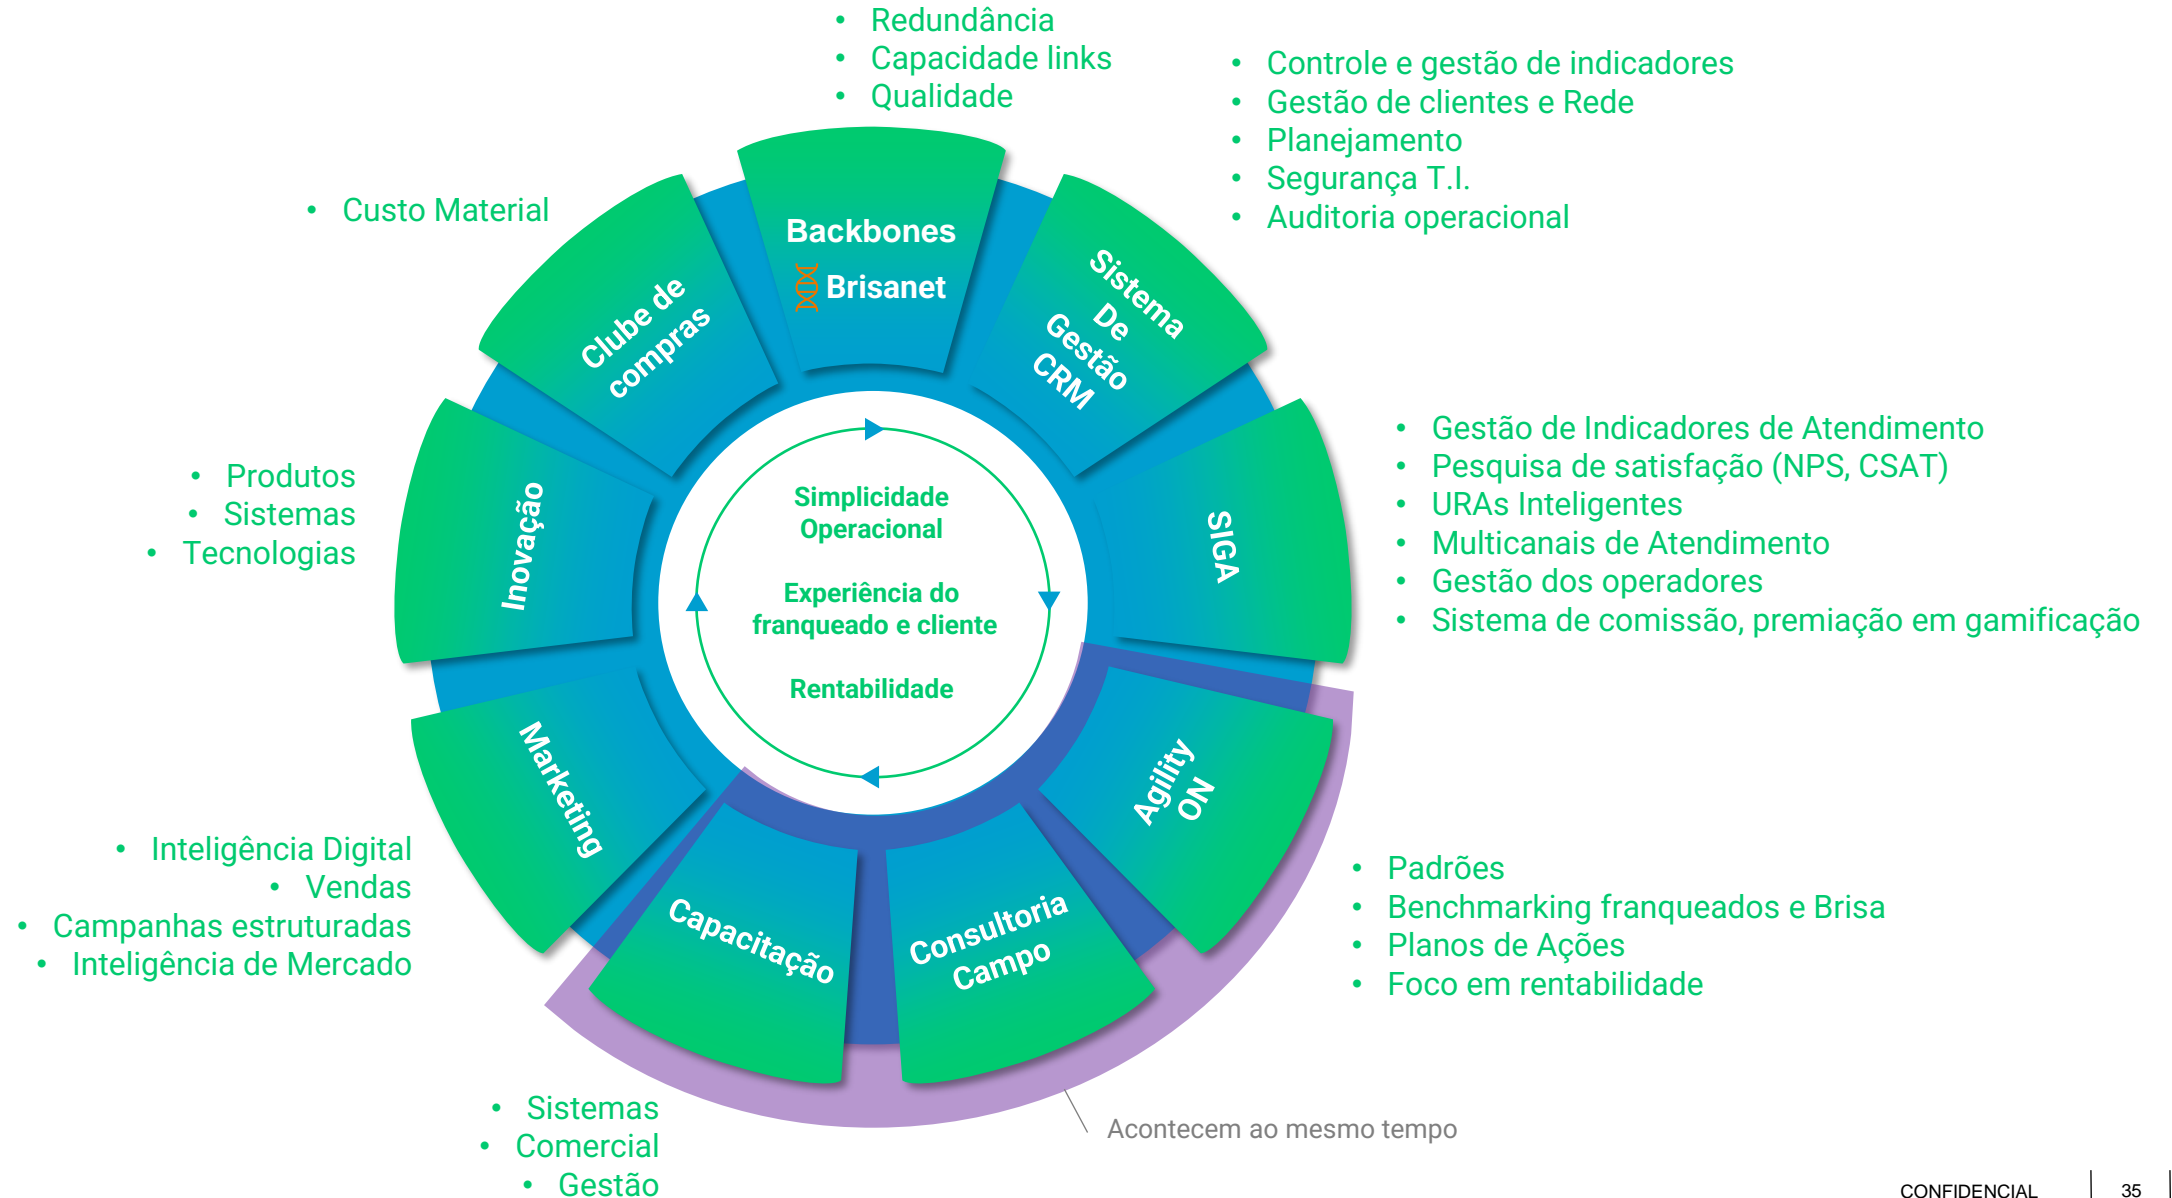 Redundância
Capacidade links
Qualidade
Controle e gestão de indicadores
Gestão de clientes e Rede
Planejamento
Segurança T.I.
Auditoria operacional
Custo Material
Backbones
Brisanet
Sistema
De
Gestão
CRM
Clube de
compras
Gestão de Indicadores de Atendimento
Pesquisa de satisfação (NPS, CSAT)
URAs Inteligentes
Multicanais de Atendimento
Gestão dos operadores
Sistema de comissão, premiação em gamificação
Produtos
Sistemas
Tecnologias
Inovação
SIGA
Simplicidade
Operacional
Experiência do
franqueado e cliente
Rentabilidade
Marketing
Agility
ON
Inteligência Digital
Vendas
Campanhas estruturadas
Inteligência de Mercado
Capacitação
Consultoria
Campo
Padrões
Benchmarking franqueados e Brisa
Planos de Ações
Foco em rentabilidade
Sistemas
Comercial
Gestão
Acontecem ao mesmo tempo
CONFIDENCIAL
35